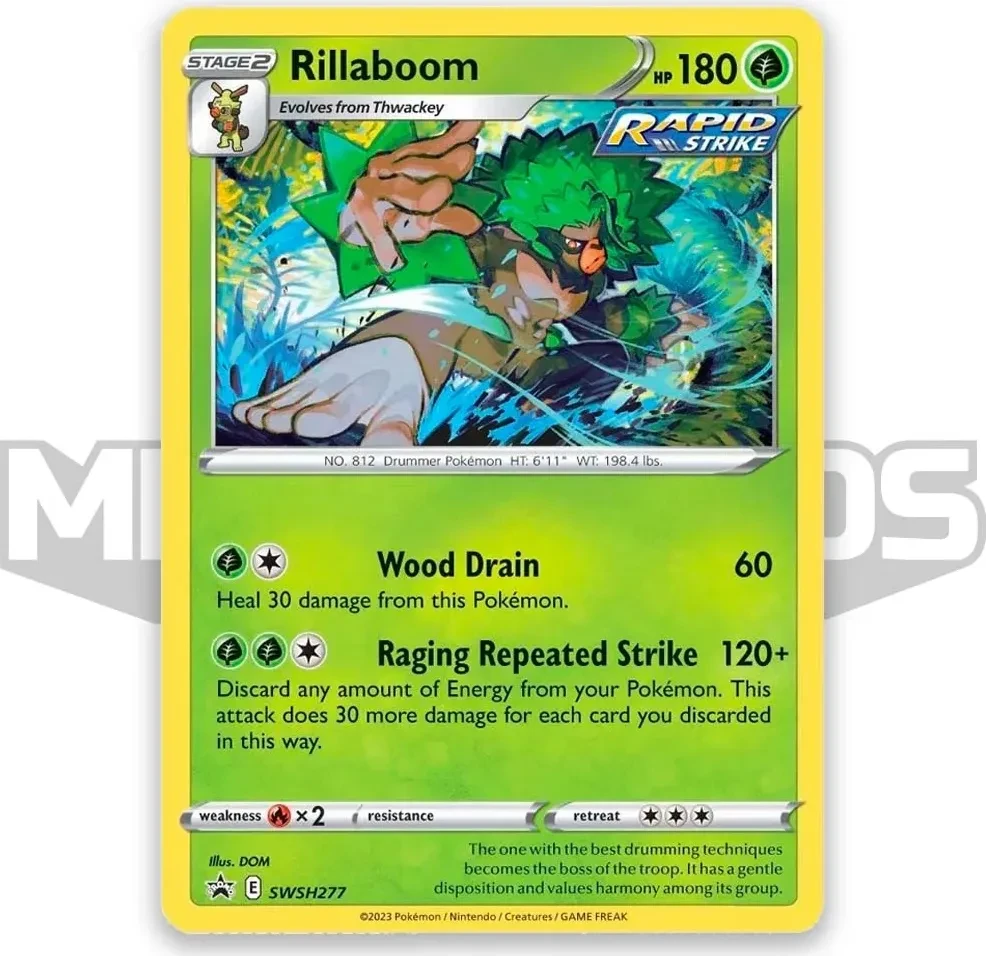 STAGE 2
Rillaboom
HP 180
Evolves from Thwackey
RAPID
STRIKE
NO. 812 Drummer Pokémon HT: 6'11" WT: 198.4 lbs.
Wood Drain 60
Heal 30 damage from this Pokémon.
Raging Repeated Strike 120+
Discard any amount of Energy from your Pokémon. This
attack does 30 more damage for each card you discarded
in this way.
weakness ×2 resistance retreat
Illus. DOM
The one with the best drumming techniques
becomes the boss of the troop. It has a gentle
disposition and values harmony among its group.
E SWSH277
©2023 Pokémon / Nintendo / Creatures / GAME FREAK